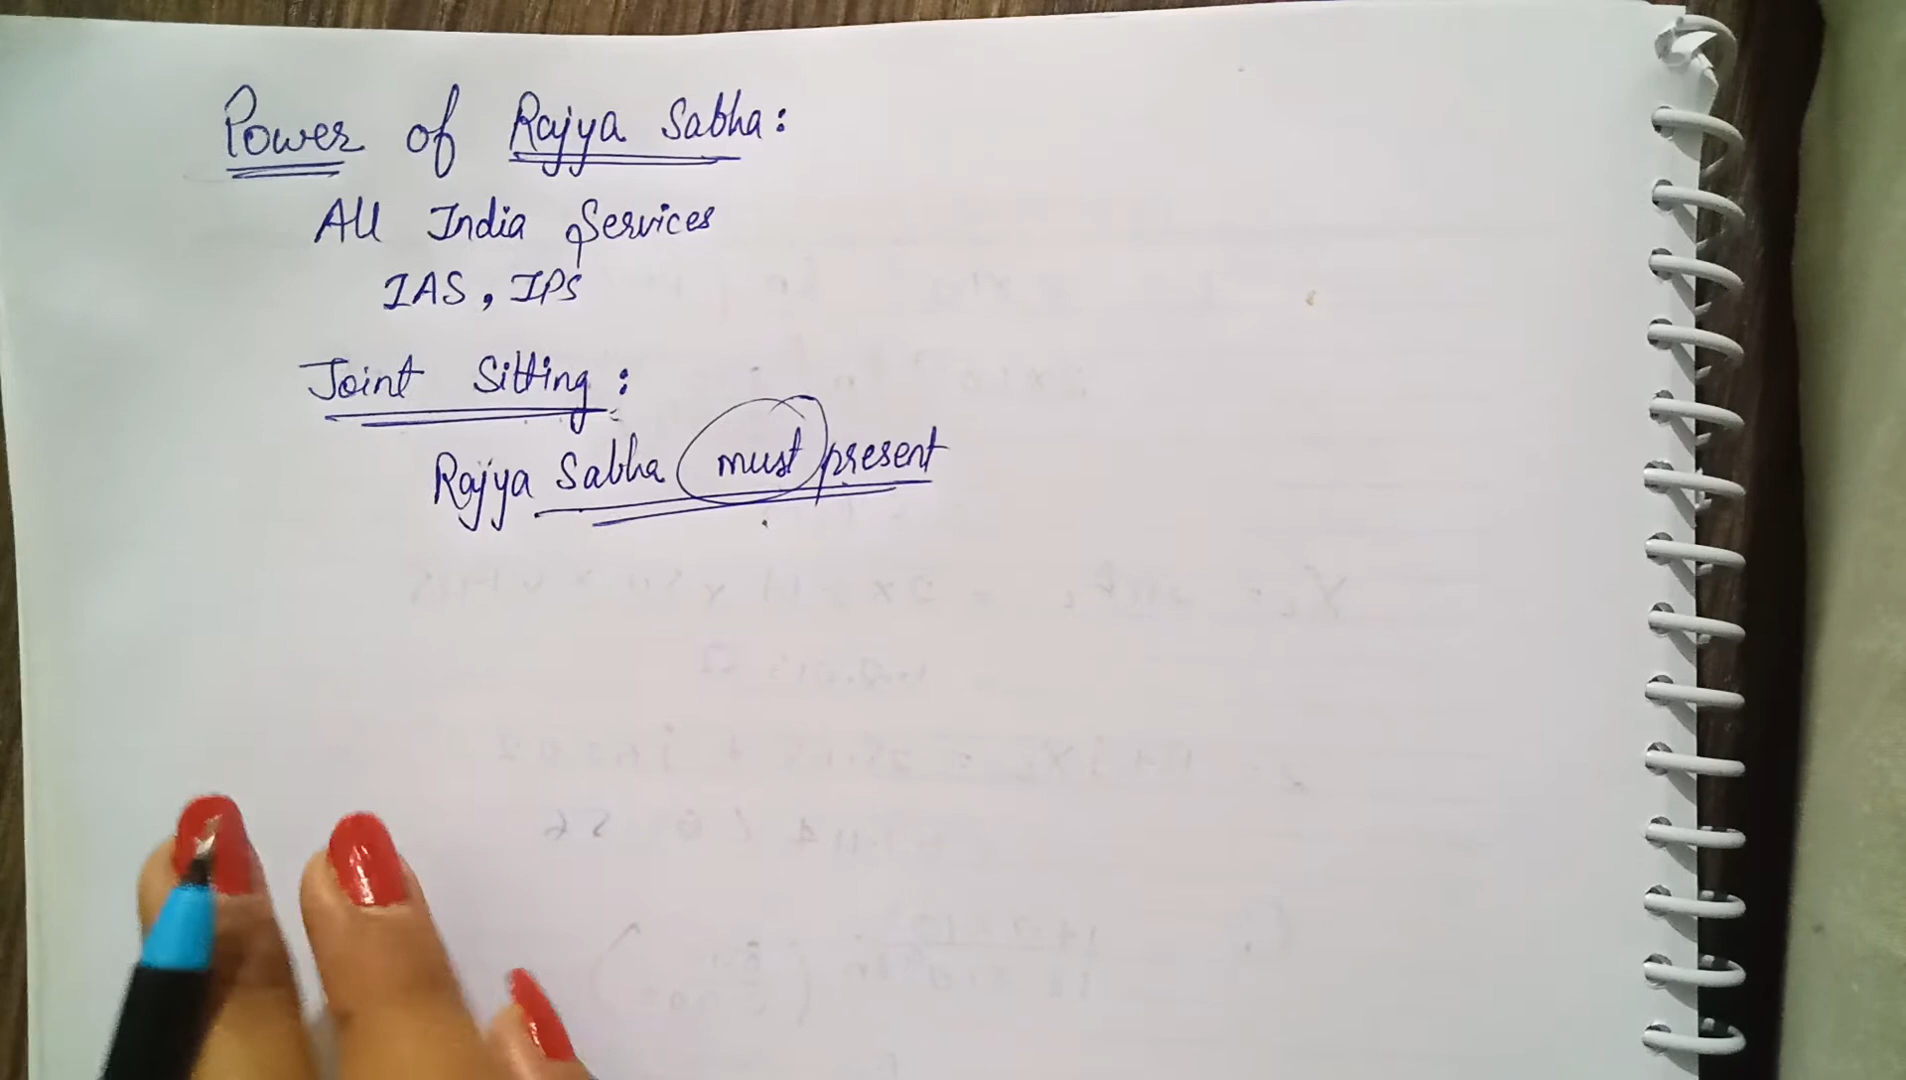 Power of Rajya Sabha:
All India Services
IAS, IPS
Joint Sitting:
Rajya Sabha must present